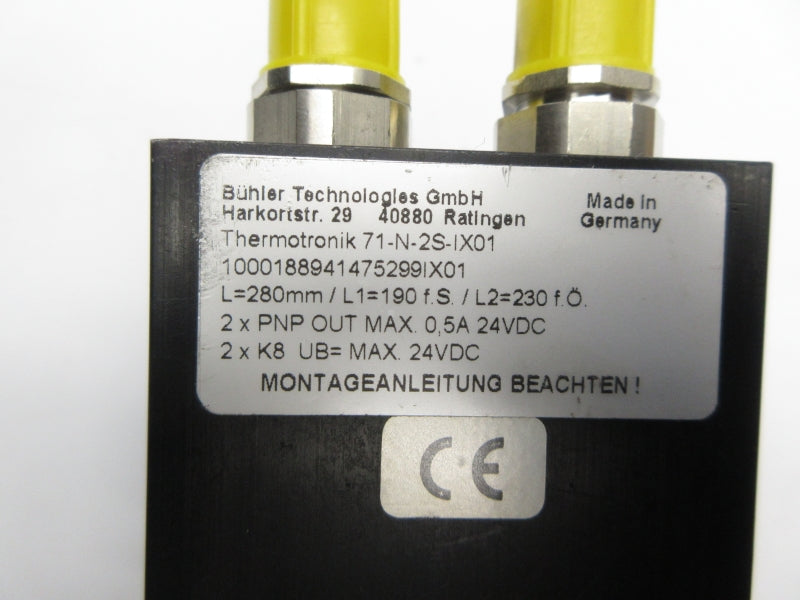 Bühler Technologies GmbH
Made in
Harkortstr. 29 40880 Ratingen
Germany
Thermotronik 71-N-2S-IX01
1000188941475299IX01
L=280mm / L1=190 f.S. / L2=230 f.Ö.
2 x PNP OUT MAX. 0,5A 24VDC
2 x K8 UB= MAX. 24VDC
MONTAGEANLEITUNG BEACHTEN !
CE